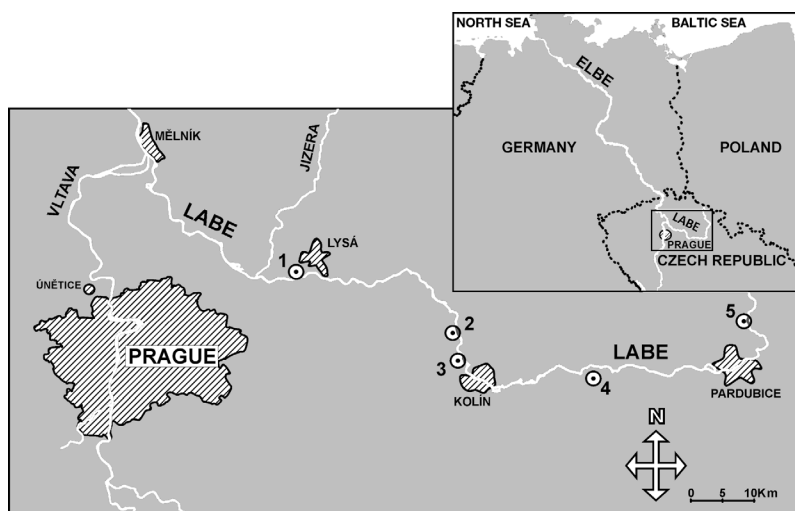 NORTH SEA
BALTIC SEA
ELBE
GERMANY
POLAND
LABE
PRAGUE
CZECH REPUBLIC
MĚLNÍK
JIZERA
VLTAVA
LABE
LYSÁ
1
ÚNĚTICE
PRAGUE
2
3
KOLÍN
LABE
4
5
PARDUBICE
N
0 5 10Km